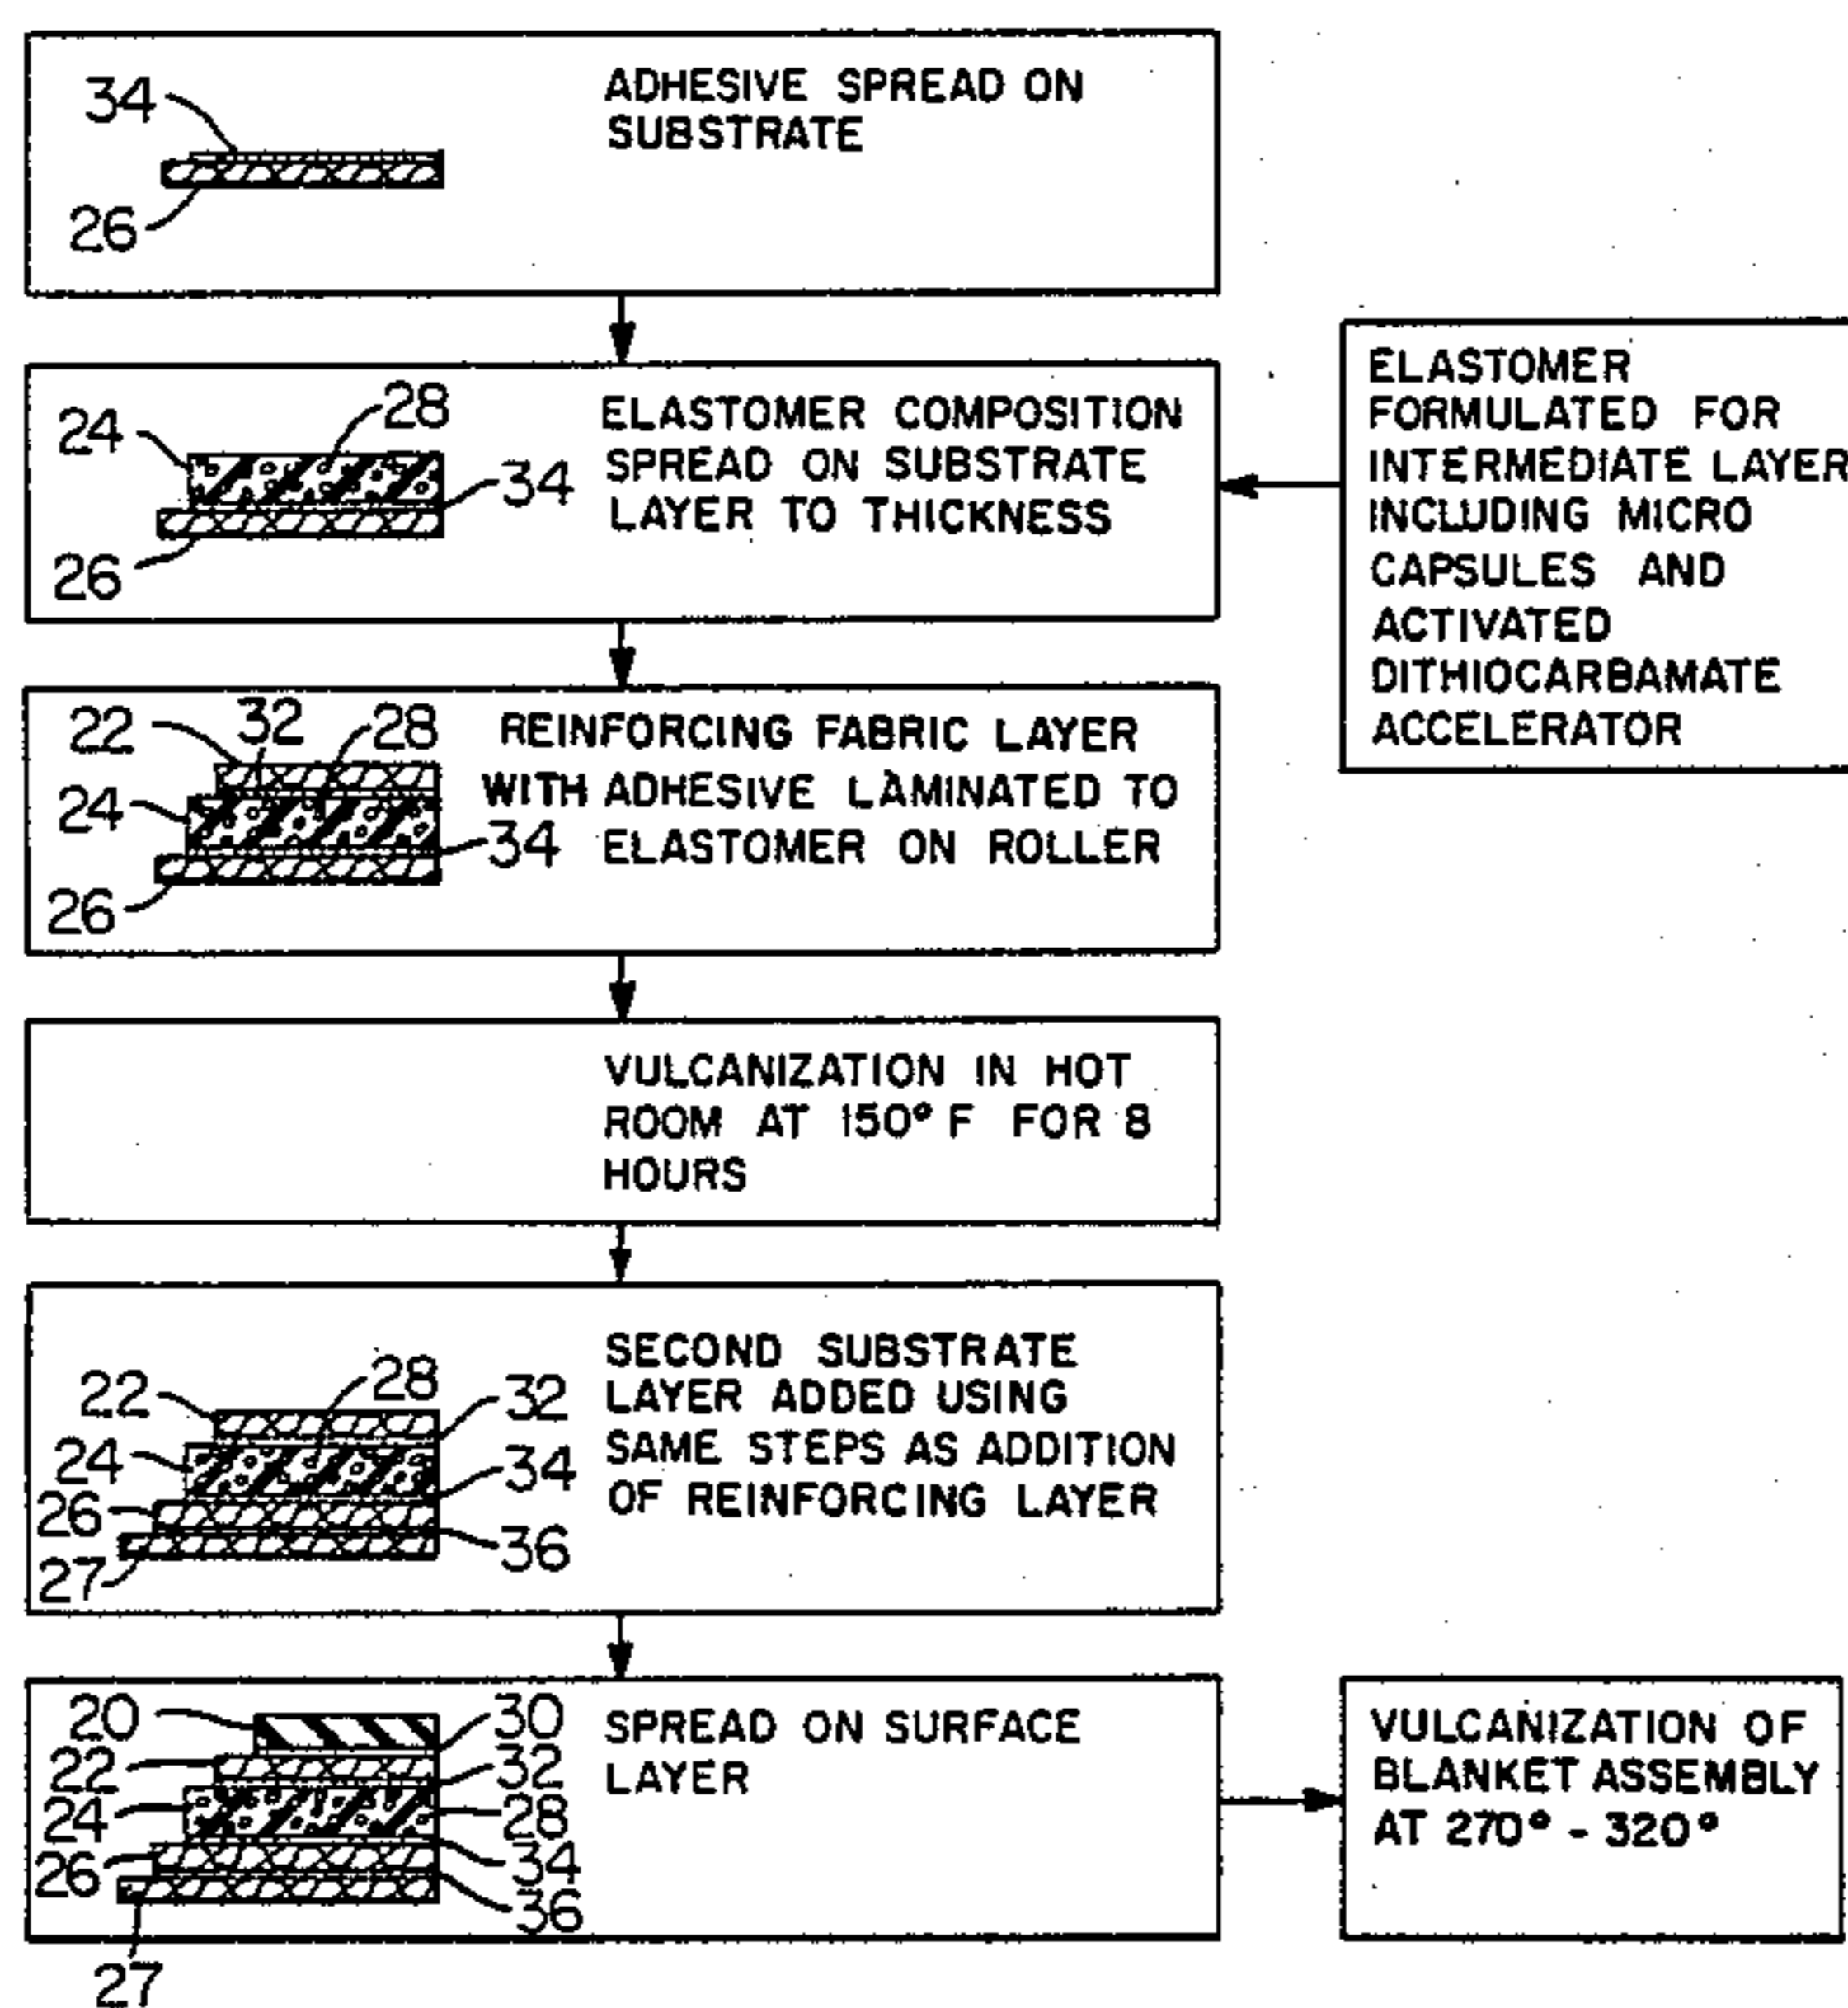 34
26
ADHESIVE SPREAD ON
SUBSTRATE
24
28
34
26
ELASTOMER COMPOSITION
SPREAD ON SUBSTRATE
LAYER TO THICKNESS
ELASTOMER
FORMULATED FOR
INTERMEDIATE LAYER
INCLUDING MICRO
CAPSULES AND
ACTIVATED
DITHIOCARBAMATE
ACCELERATOR
22
32
28
24
34
26
REINFORCING FABRIC LAYER
WITH ADHESIVE LAMINATED TO
ELASTOMER ON ROLLER
VULCANIZATION IN HOT
ROOM AT 150° F FOR 8
HOURS
22
28
32
24
34
26
36
27
SECOND SUBSTRATE
LAYER ADDED USING
SAME STEPS AS ADDITION
OF REINFORCING LAYER
20
30
22
32
24
28
26
34
36
27
SPREAD ON SURFACE
LAYER
VULCANIZATION OF
BLANKET ASSEMBLY
AT 270° - 320°